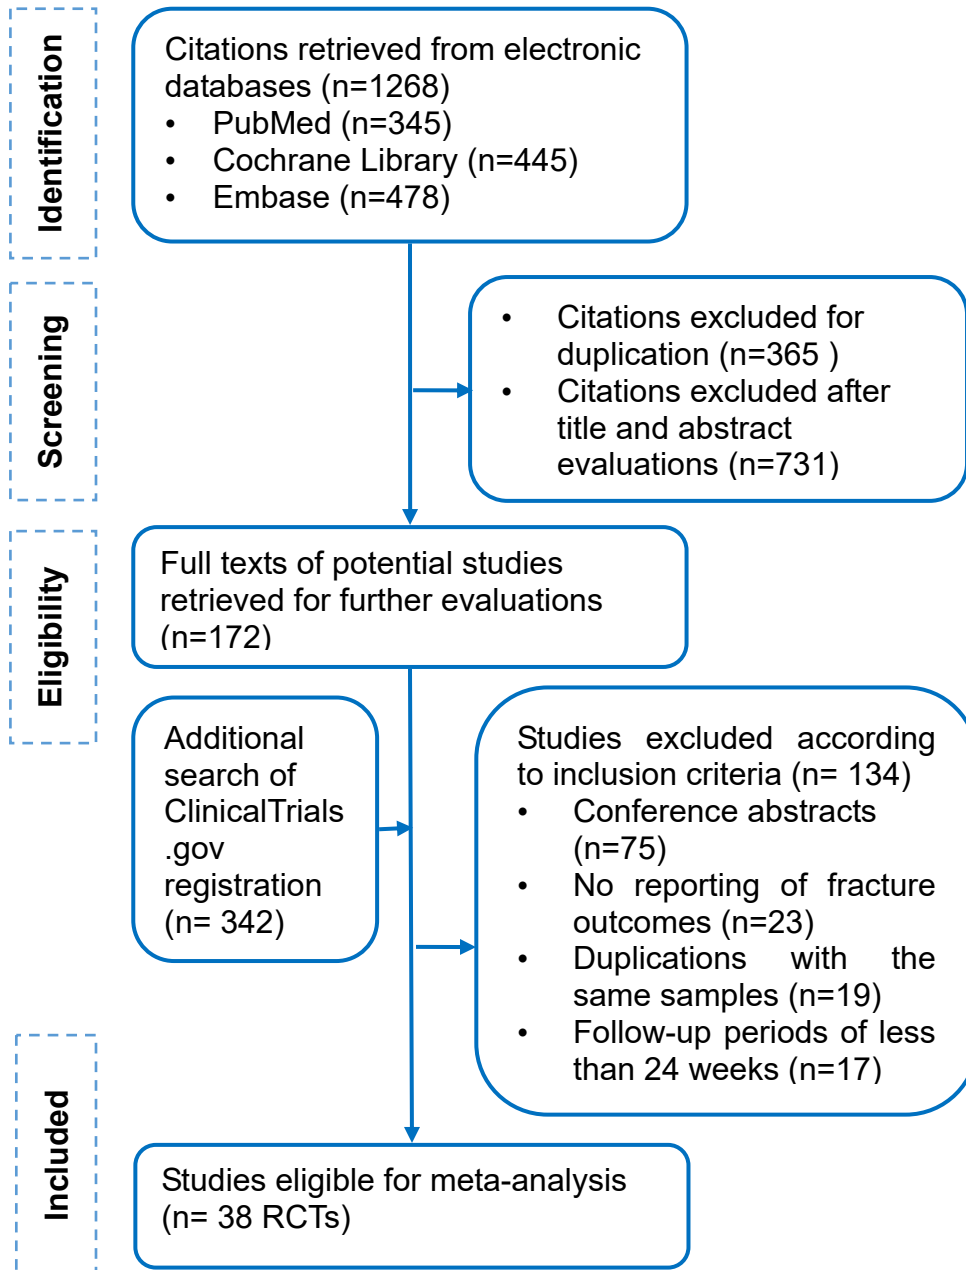 Identification
Citations retrieved from electronic
databases (n=1268)
• PubMed (n=345)
• Cochrane Library (n=445)
• Embase (n=478)
Screening
• Citations excluded for
duplication (n=365 )
• Citations excluded after
title and abstract
evaluations (n=731)
Eligibility
Full texts of potential studies
retrieved for further evaluations
(n=172)
Additional
search of
ClinicalTrials
.gov
registration
(n= 342)
Studies excluded according
to inclusion criteria (n= 134)
• Conference abstracts
(n=75)
• No reporting of fracture
outcomes (n=23)
• Duplications with the
same samples (n=19)
• Follow-up periods of less
than 24 weeks (n=17)
Included
Studies eligible for meta-analysis
(n= 38 RCTs)